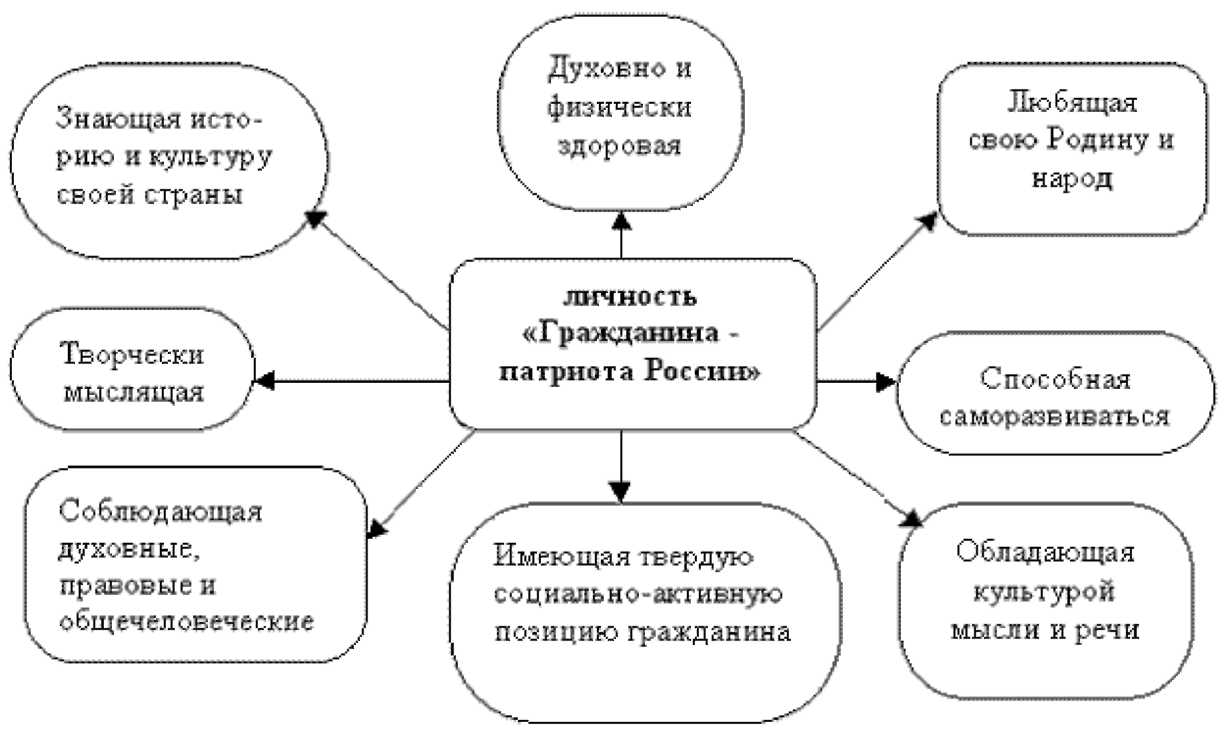 Духовно и
физически
здоровая
Знающая исто-
рию и культуру
своей страны
Любящая
свою Родину и
народ
личность
«Гражданина -
патриота России»
Творчески
мыслящая
Способная
саморазвиваться
Соблюдающая
духовные,
правовые и
общечеловеческие
Имеющая твердую
социально-активную
позицию гражданина
Обладающая
культурой
мысли и речи